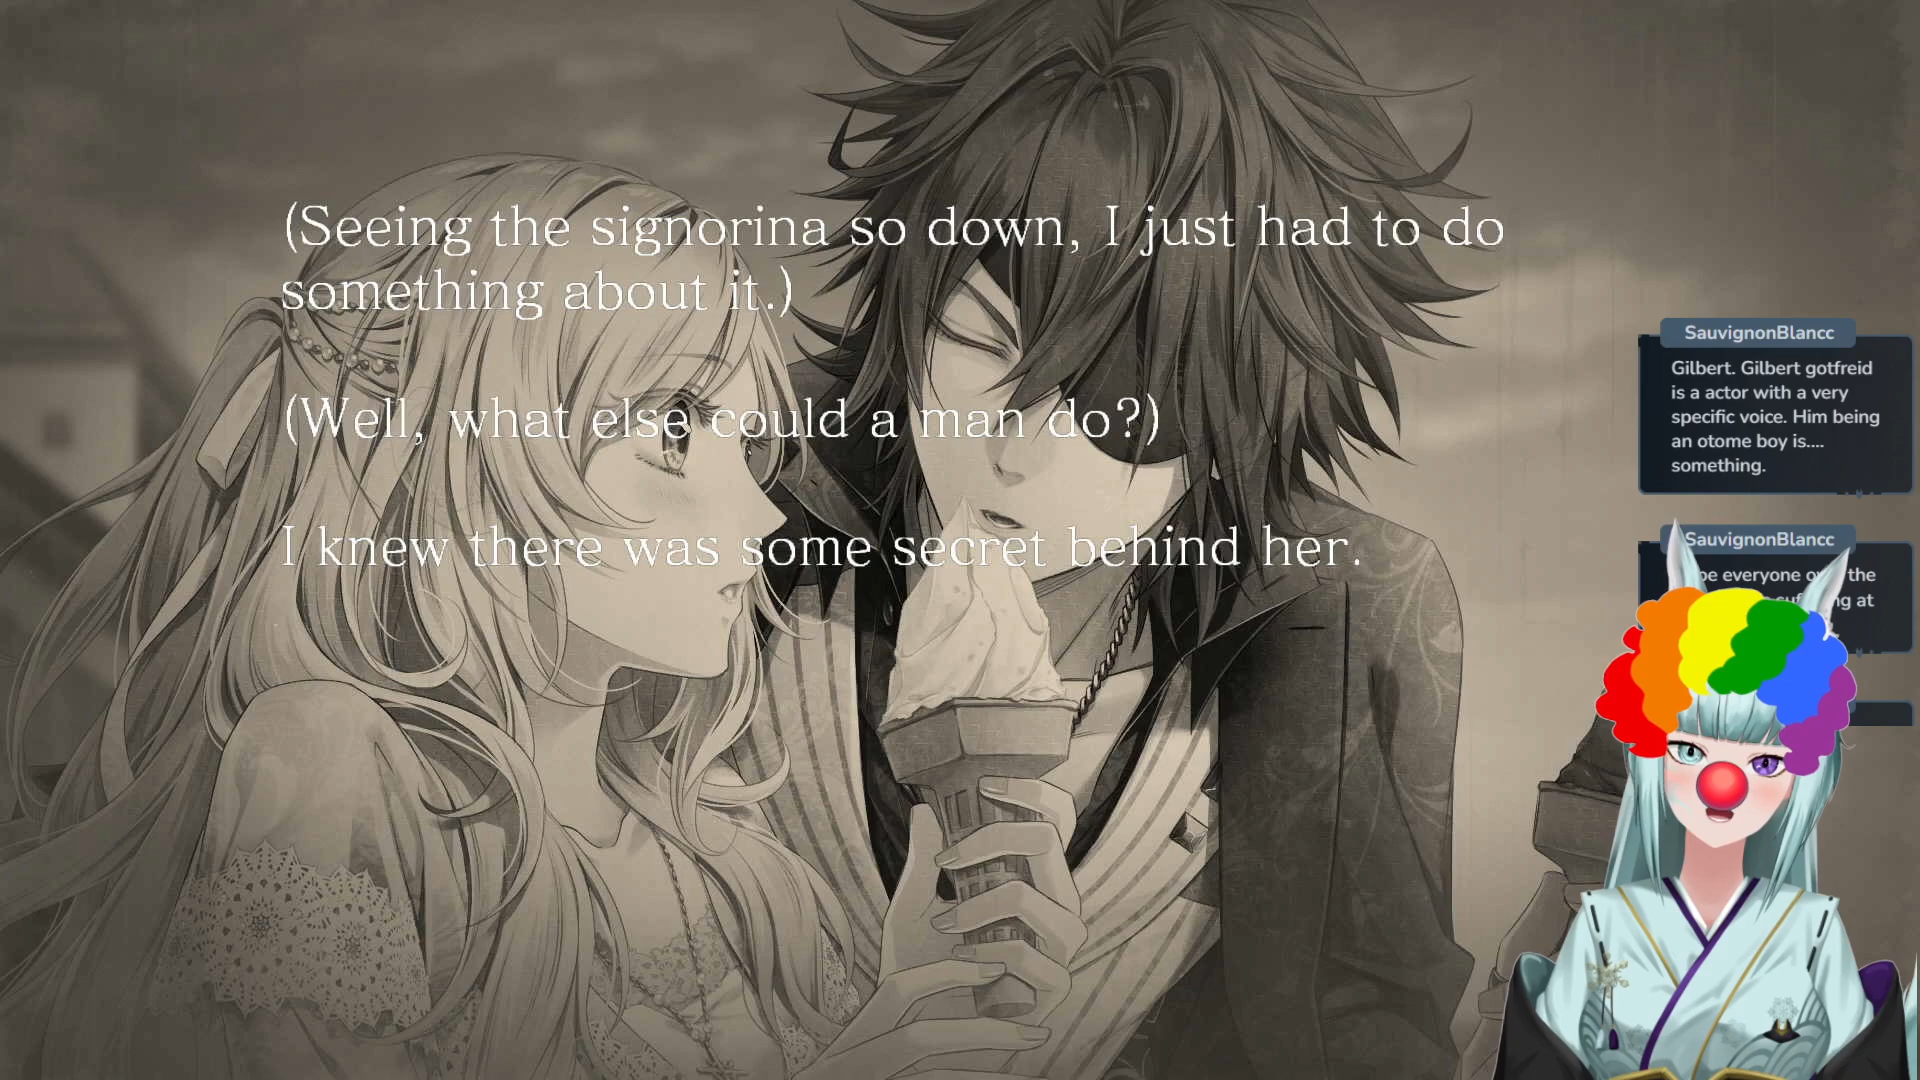 (Seeing the signorina so down, I just had to do
something about it.)
(Well, what else could a man do?)
I knew there was some secret behind her.
SauvignonBlancc
Gilbert. Gilbert gotfreid
is a actor with a very
specific voice. Him being
an otome boy is....
something.
SauvignonBlancc
everyone the
at